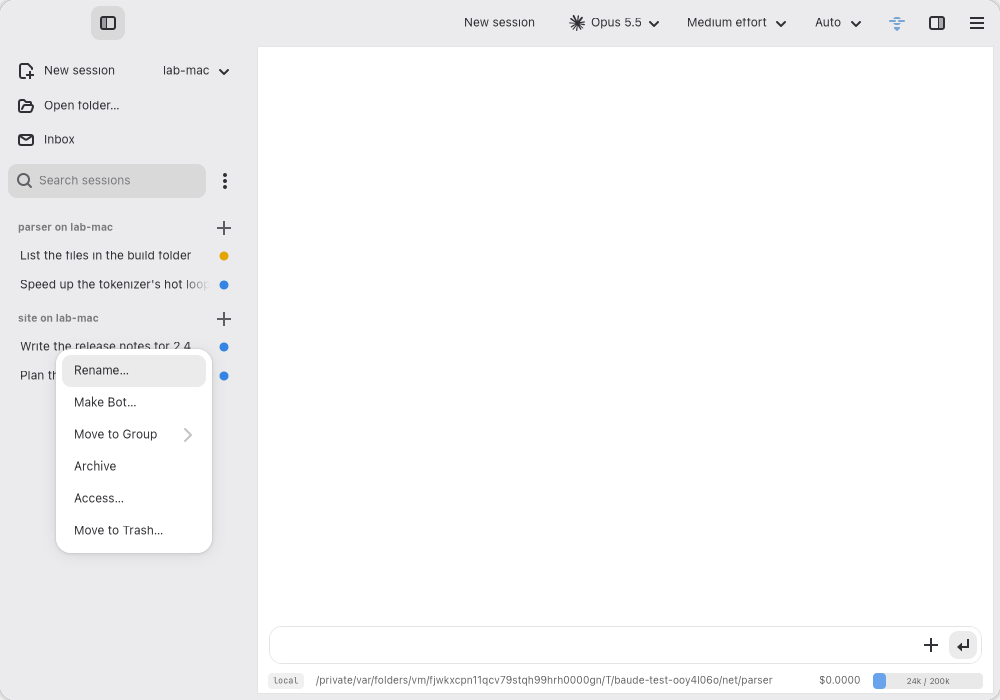 New session
Opus 5.5
Medium effort
Auto
New session
lab-mac
Open folder...
Inbox
Search sessions
parser on lab-mac
List the files in the build folder
Speed up the tokenizer's hot loop
site on lab-mac
Write the release notes for 2.4
Plan
Rename...
Make Bot...
Move to Group
Archive
Access...
Move to Trash...
local
/private/var/folders/vm/fjwkxcpn11qcv79stqh99hrh0000gn/T/baude-test-ooy4l06o/net/parser
$0.0000
24k / 200k